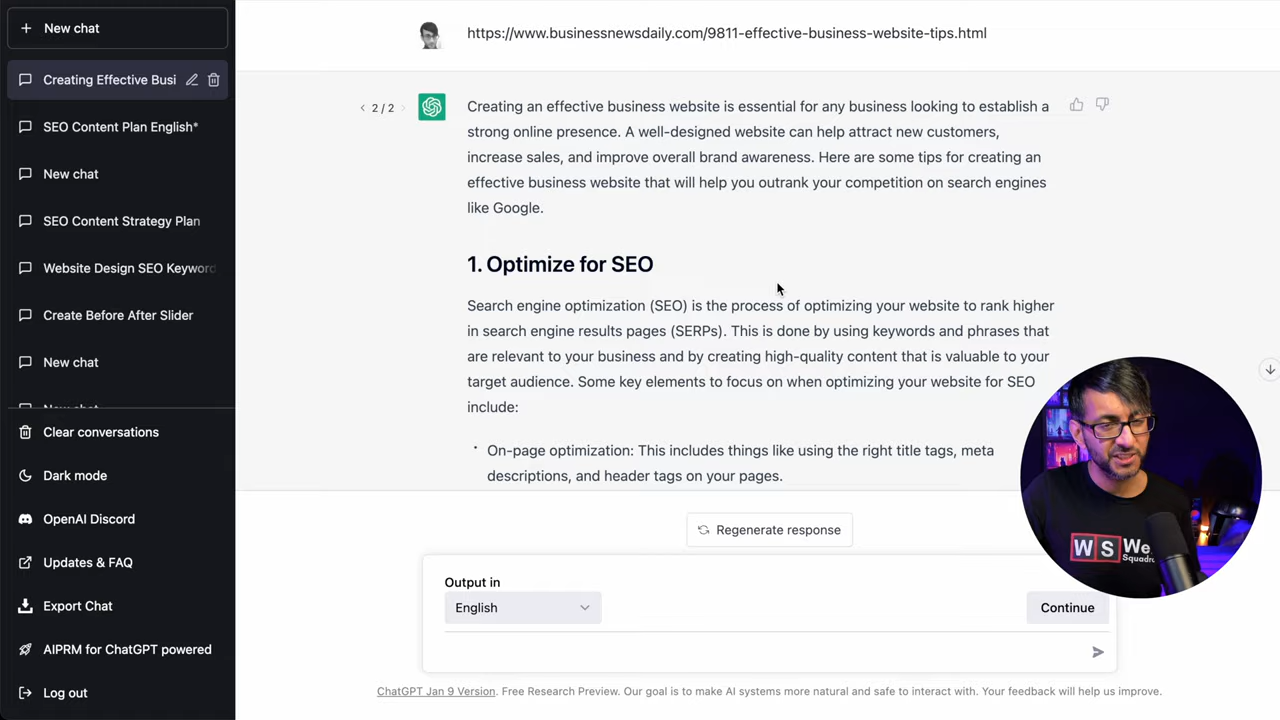 New chat
Creating Effective Busi
SEO Content Plan English*
New chat
SEO Content Strategy Plan
Website Design SEO Keyword
Create Before After Slider
New chat
Clear conversations
Dark mode
OpenAI Discord
Updates & FAQ
Export Chat
AIPRM for ChatGPT powered
Log out
https://www.businessnewsdaily.com/9811-effective-business-website-tips.html
2 / 2
Creating an effective business website is essential for any business looking to establish a
strong online presence. A well-designed website can help attract new customers,
increase sales, and improve overall brand awareness. Here are some tips for creating an
effective business website that will help you outrank your competition on search engines
like Google.
1. Optimize for SEO
Search engine optimization (SEO) is the process of optimizing your website to rank higher
in search engine results pages (SERPs). This is done by using keywords and phrases that
are relevant to your business and by creating high-quality content that is valuable to your
target audience. Some key elements to focus on when optimizing your website for SEO
include:
• On-page optimization: This includes things like using the right title tags, meta
descriptions, and header tags on your pages.
Regenerate response
Output in
English
Continue
ChatGPT Jan 9 Version. Free Research Preview. Our goal is to make AI systems more natural and safe to interact with. Your feedback will help us improve.
WS We
Squadr